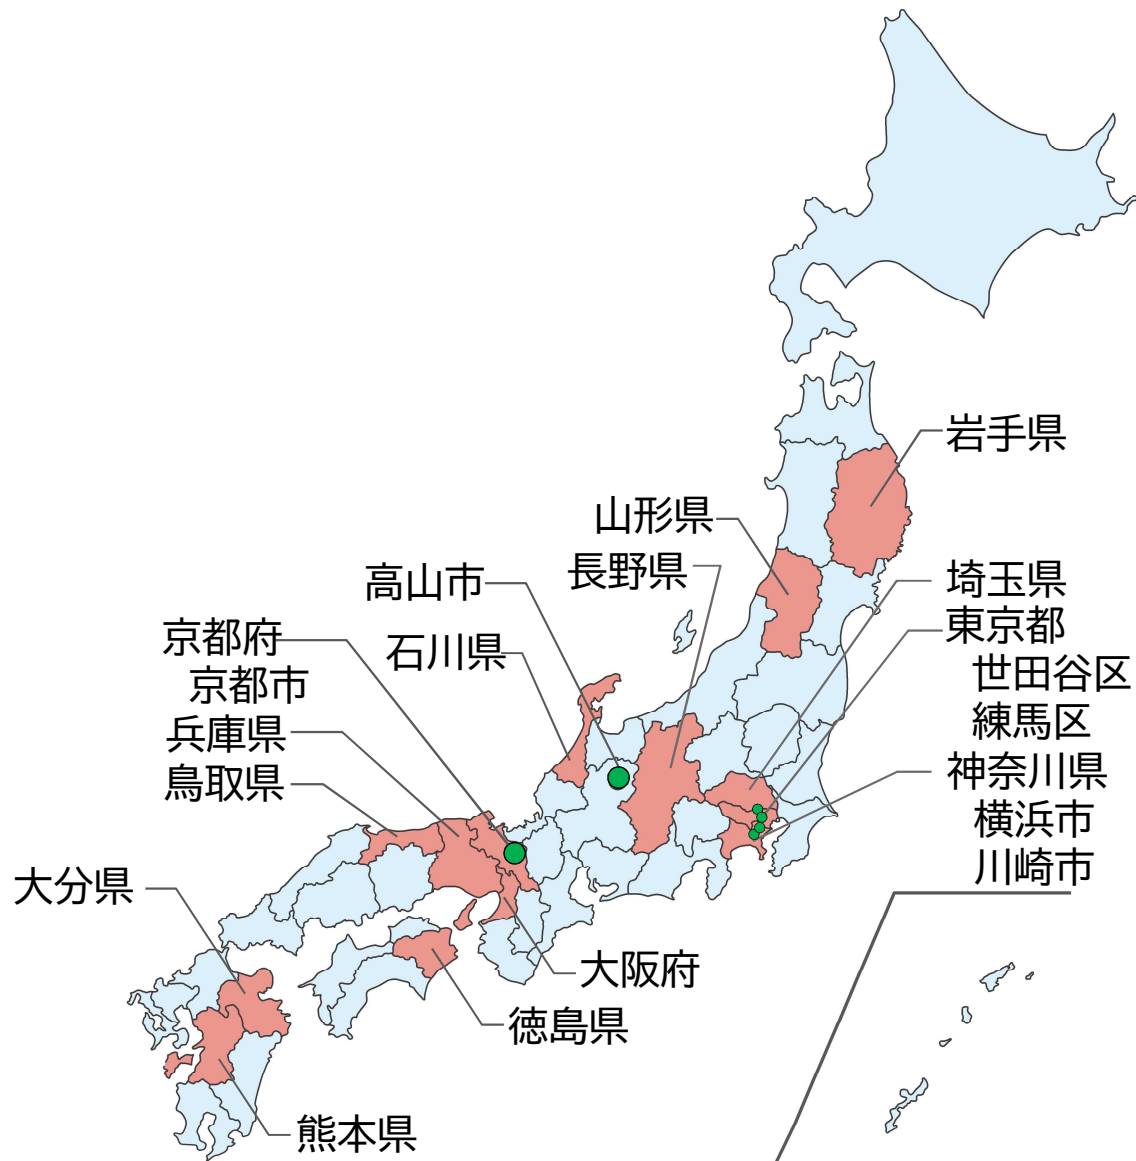 岩手県
山形県
長野県
高山市
埼玉県
東京都
世田谷区
練馬区
神奈川県
横浜市
川崎市
京都府
京都市
石川県
兵庫県
鳥取県
大分県
大阪府
徳島県
熊本県